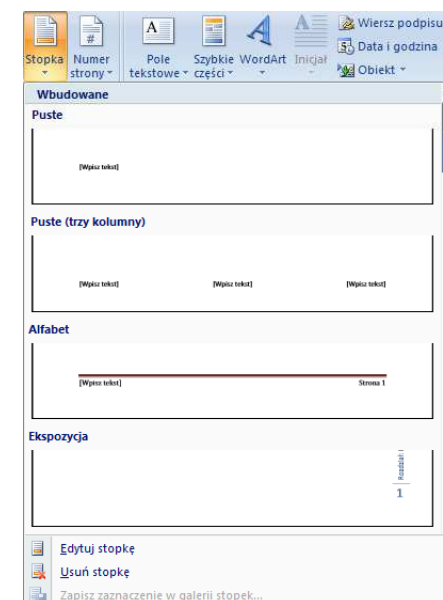 Stopka Numer strony Pole tekstowe Szybkie części WordArt Inicjał
Wiersz podpisu
Data i godzina
Obiekt
Wbudowane
Puste
[Wpisz tekst]
Puste (trzy kolumny)
[Wpisz tekst] [Wpisz tekst] [Wpisz tekst]
Alfabet
[Wpisz tekst] Strona 1
Ekspozycja
Rozdział:
1
Edytuj stopkę
Usuń stopkę
Zapisz zaznaczenie w galerii stopek...